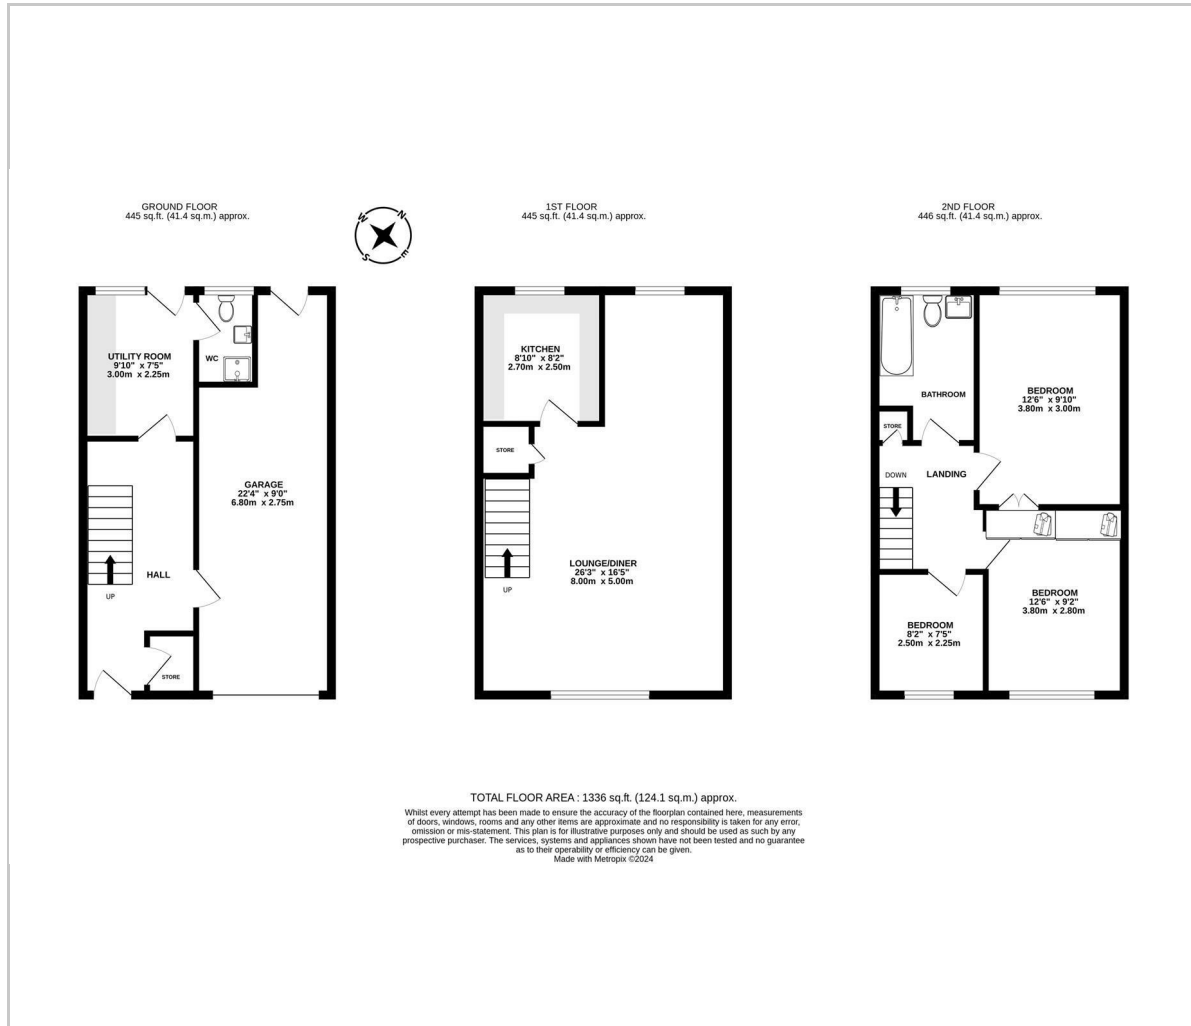 GROUND FLOOR
445 sq.ft. (41.4 sq.m.) approx.
UTILITY ROOM
9'10" x 7'5"
3.00m x 2.25m
WC
GARAGE
22'4" x 9'0"
6.80m x 2.75m
HALL
UP
STORE
W
N
S
E
1ST FLOOR
445 sq.ft. (41.4 sq.m.) approx.
KITCHEN
8'10" x 8'2"
2.70m x 2.50m
STORE
LOUNGE/DINER
26'3" x 16'5"
8.00m x 5.00m
UP
2ND FLOOR
446 sq.ft. (41.4 sq.m.) approx.
BATHROOM
BEDROOM
12'6" x 9'10"
3.80m x 3.00m
STORE
DOWN
LANDING
BEDROOM
12'6" x 9'2"
3.80m x 2.80m
BEDROOM
8'2" x 7'5"
2.50m x 2.25m
TOTAL FLOOR AREA : 1336 sq.ft. (124.1 sq.m.) approx.
Whilst every attempt has been made to ensure the accuracy of the floorplan contained here, measurements
of doors, windows, rooms and any other items are approximate and no responsibility is taken for any error,
omission or mis-statement. This plan is for illustrative purposes only and should be used as such by any
prospective purchaser. The services, systems and appliances shown have not been tested and no guarantee
as to their operability or efficiency can be given.
Made with Metropix ©2024